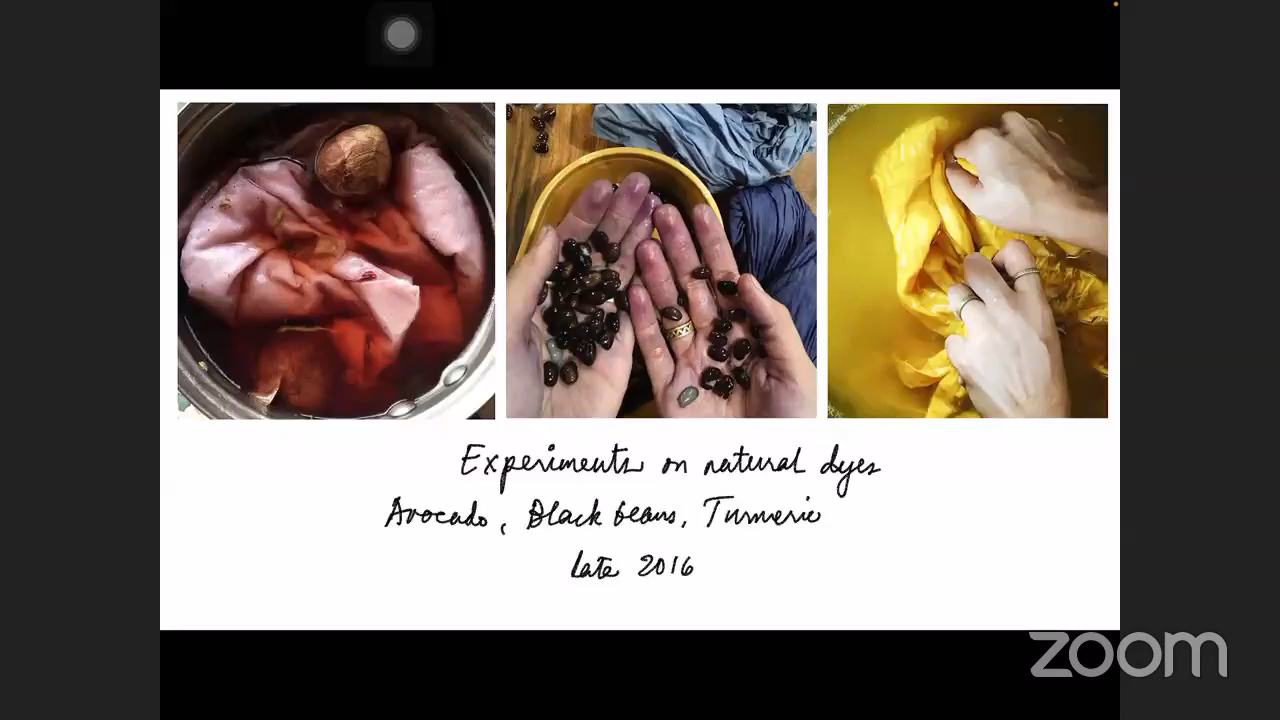 Experiments on natural dyes
Avocado, Black beans, Turmeric
Late 2016
zoom